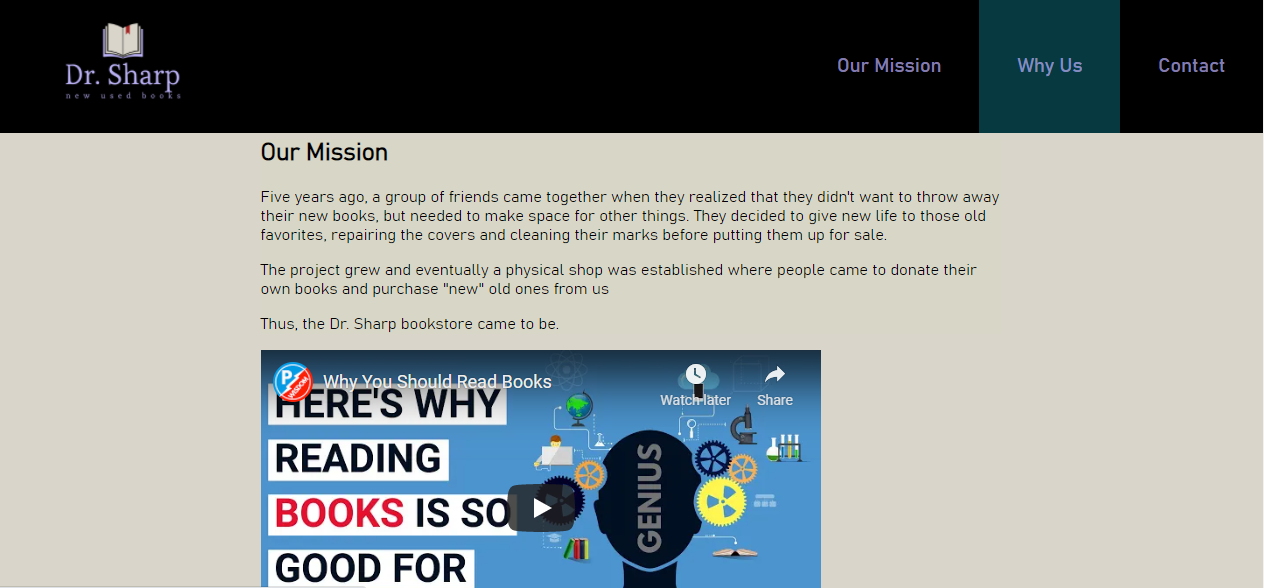 Dr. Sharp
new used books
Our Mission
Why Us
Contact
Our Mission
Five years ago, a group of friends came together when they realized that they didn't want to throw away
their new books, but needed to make space for other things. They decided to give new life to those old
favorites, repairing the covers and cleaning their marks before putting them up for sale.
The project grew and eventually a physical shop was established where people came to donate their
own books and purchase "new" old ones from us
Thus, the Dr. Sharp bookstore came to be.
P
WISDOM
Why You Should Read Books
Watch later
Share
HERE'S WHY
READING
BOOKS IS SO
GOOD FOR
GENIUS